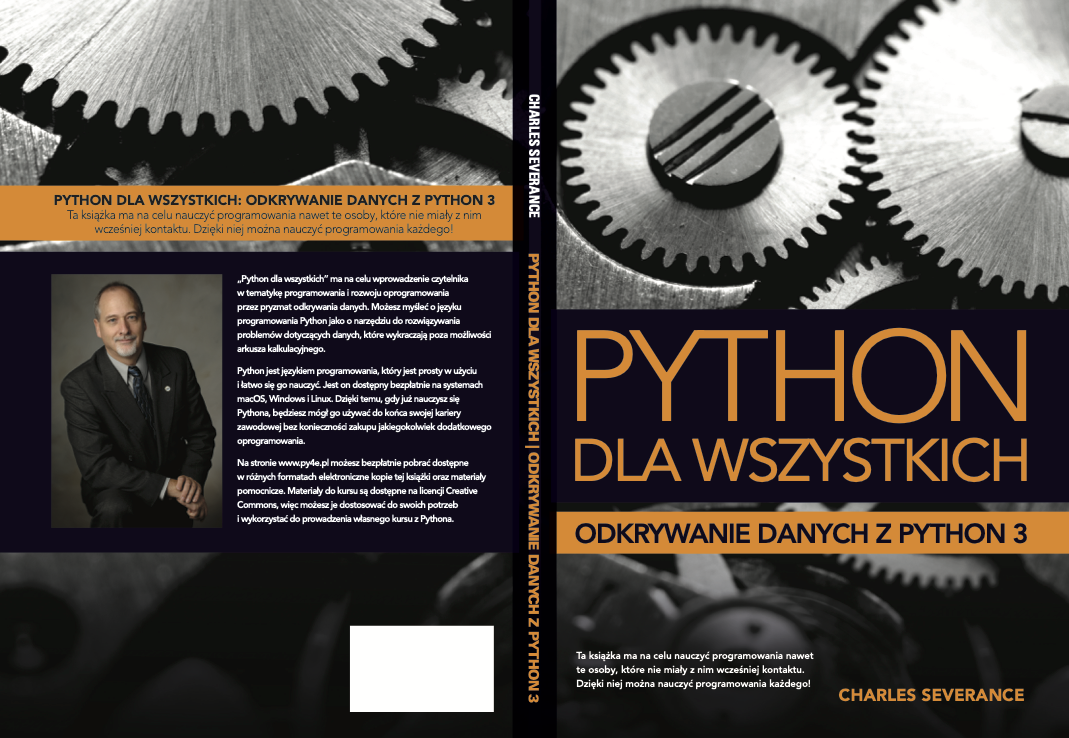 PYTHON DLA WSZYSTKICH: ODKRYWANIE DANYCH Z PYTHON 3
Ta książka ma na celu nauczyć programowania nawet te osoby, które nie miały z nim
wcześniej kontaktu. Dzięki niej można nauczyć programowania każdego!
„Python dla wszystkich” ma na celu wprowadzenie czytelnika
w tematykę programowania i rozwoju oprogramowania
przez pryzmat odkrywania danych. Możesz myśleć o języku
programowania Python jako o narzędziu do rozwiązywania
problemów dotyczących danych, które wykraczają poza możliwości
arkusza kalkulacyjnego.
Python jest językiem programowania, który jest prosty w użyciu
i łatwo się go nauczyć. Jest on dostępny bezpłatnie na systemach
macOS, Windows i Linux. Dzięki temu, gdy już nauczysz się
Pythona, będziesz mógł go używać do końca swojej kariery
zawodowej bez konieczności zakupu jakiegokolwiek dodatkowego
oprogramowania.
Na stronie www.py4e.pl możesz bezpłatnie pobrać dostępne
w różnych formatach elektroniczne kopie tej książki oraz materiały
pomocnicze. Materiały do kursu są dostępne na licencji Creative
Commons, więc możesz je dostosować do swoich potrzeb
i wykorzystać do prowadzenia własnego kursu z Pythona.
CHARLES SEVERANCE
PYTHON DLA WSZYSTKICH | ODKRYWANIE DANYCH Z PYTHON 3
PYTHON
DLA WSZYSTKICH
ODKRYWANIE DANYCH Z PYTHON 3
Ta książka ma na celu nauczyć programowania nawet
te osoby, które nie miały z nim wcześniej kontaktu.
Dzięki niej można nauczyć programowania każdego!
CHARLES SEVERANCE